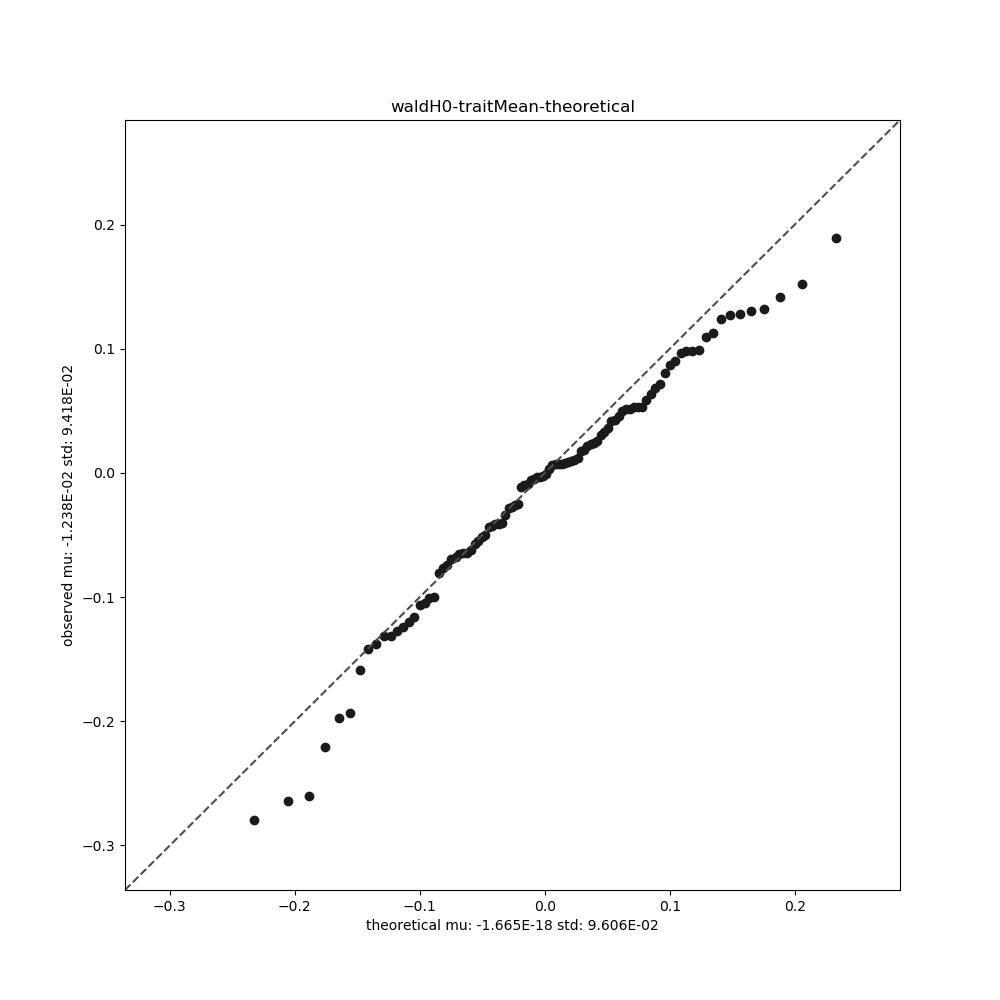 waldH0-traitMean-theoretical
0.2
0.1
0.0
−0.1
−0.2
−0.3
observed mu: -1.238E-02 std: 9.418E-02
−0.3 −0.2 −0.1 0.0 0.1 0.2
theoretical mu: -1.665E-18 std: 9.606E-02